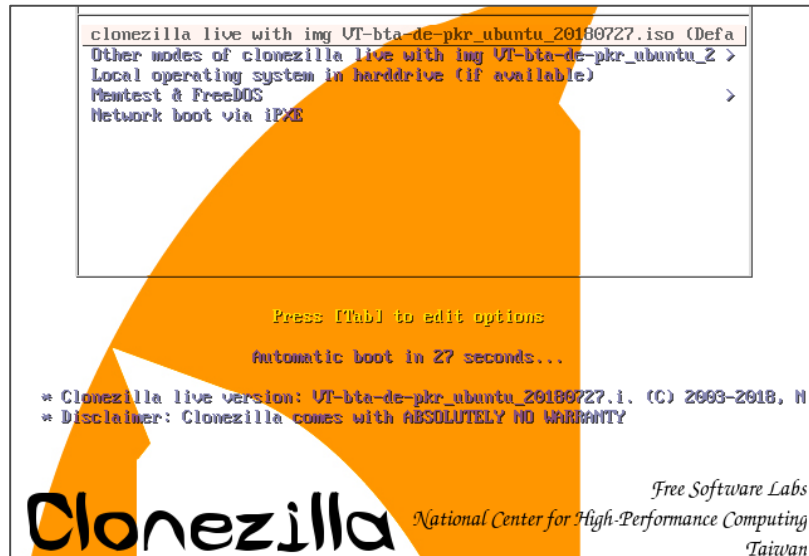 clonezilla live with img VT-bta-de-pkr_ubuntu_20180727.iso (Defa
Other modes of clonezilla live with img VT-bta-de-pkr_ubuntu_2 >
Local operating system in harddrive (if available)
Memtest & FreeDOS >
Network boot via iPXE
Press [Tab] to edit options
Automatic boot in 27 seconds...
* Clonezilla live version: VT-bta-de-pkr_ubuntu_20180727.i. (C) 2003-2018, N
* Disclaimer: Clonezilla comes with ABSOLUTELY NO WARRANTY
Clonezilla
Free Software Labs
National Center for High-Performance Computing
Taiwan